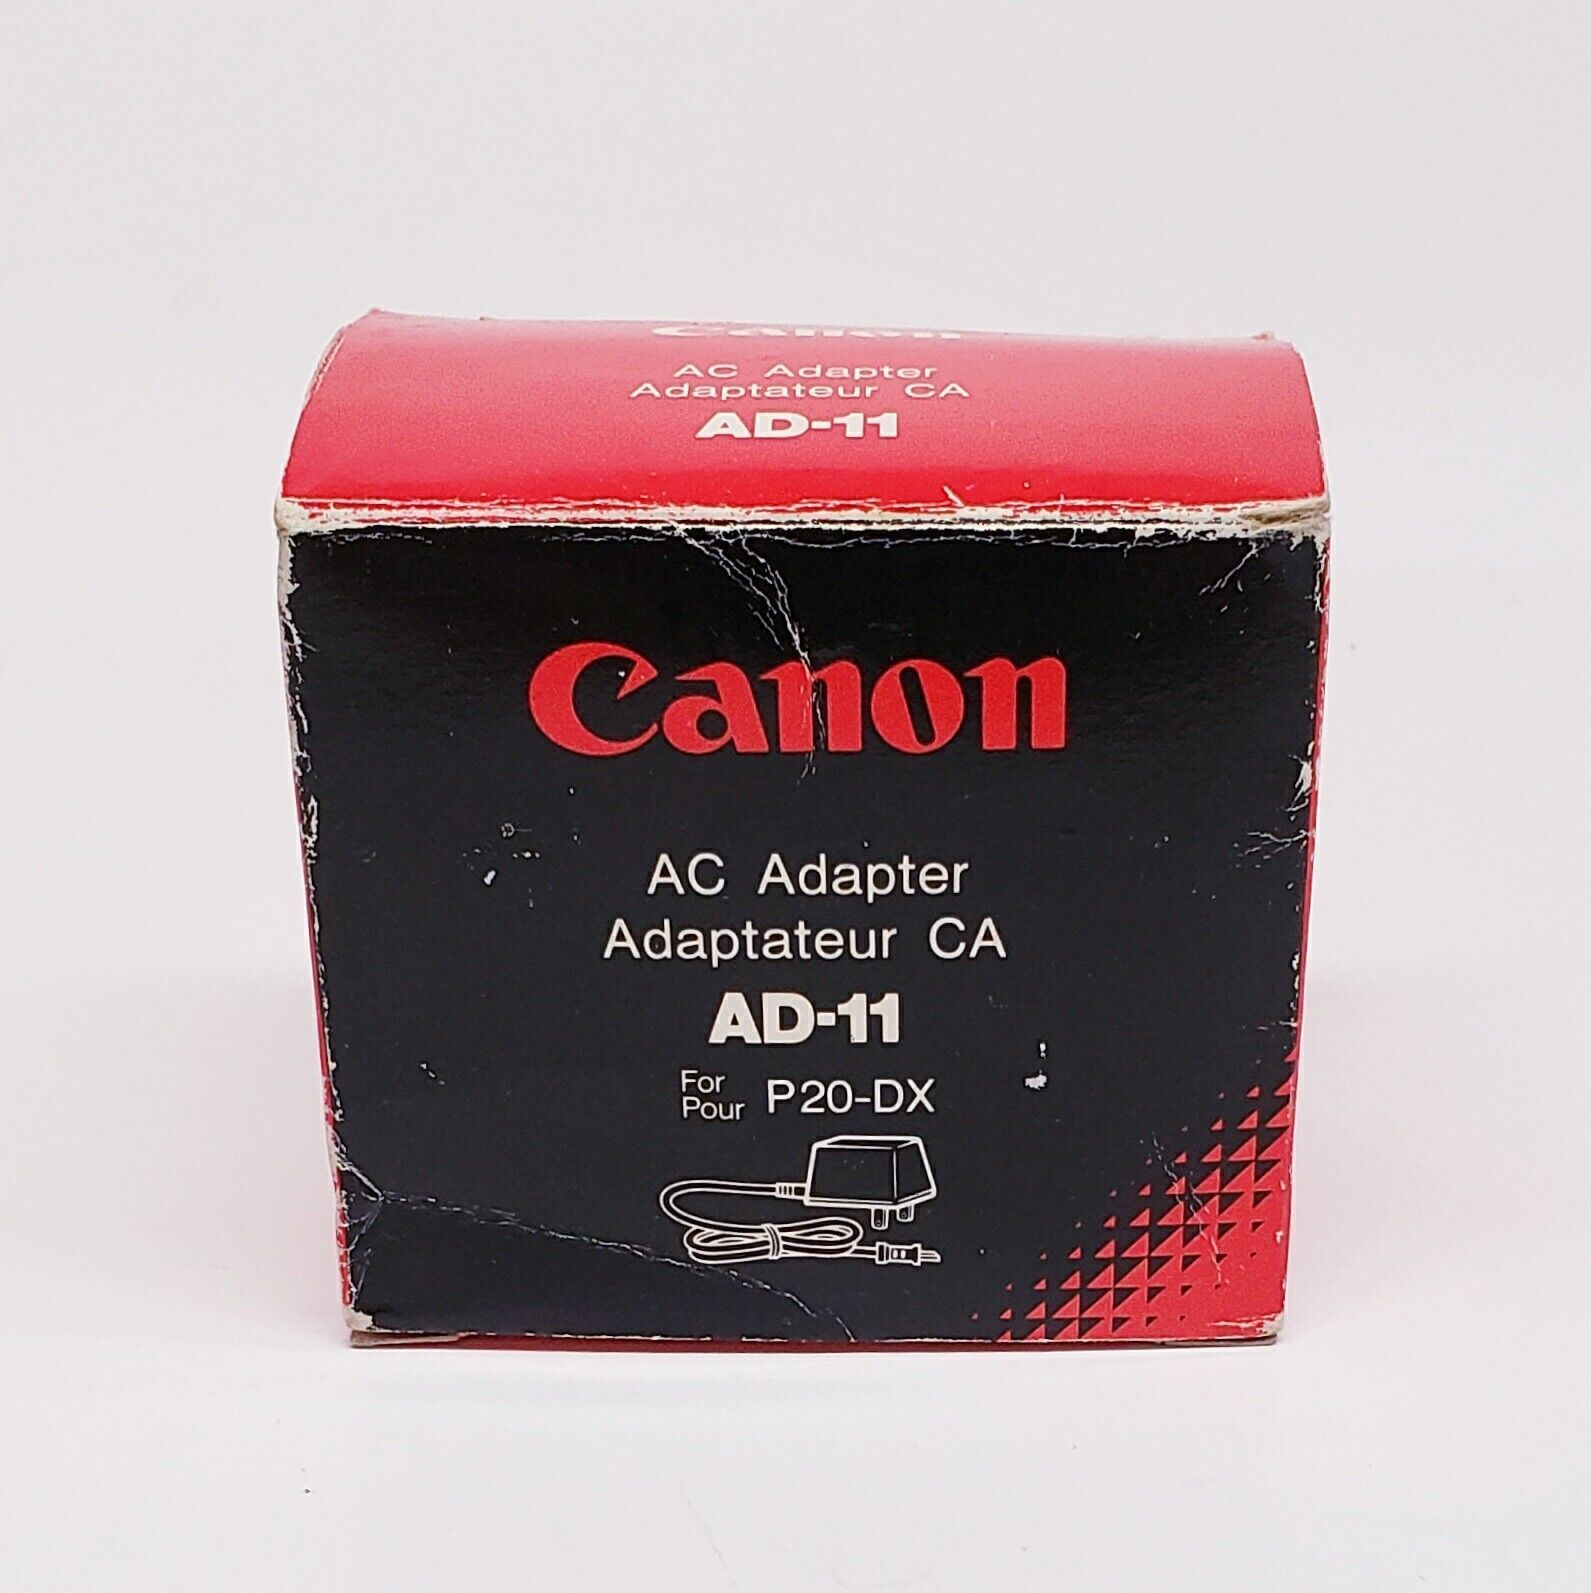 Canon
AC Adapter
Adaptateur CA
AD-11
Canon
AC Adapter
Adaptateur CA
AD-11
For
Pour P20-DX